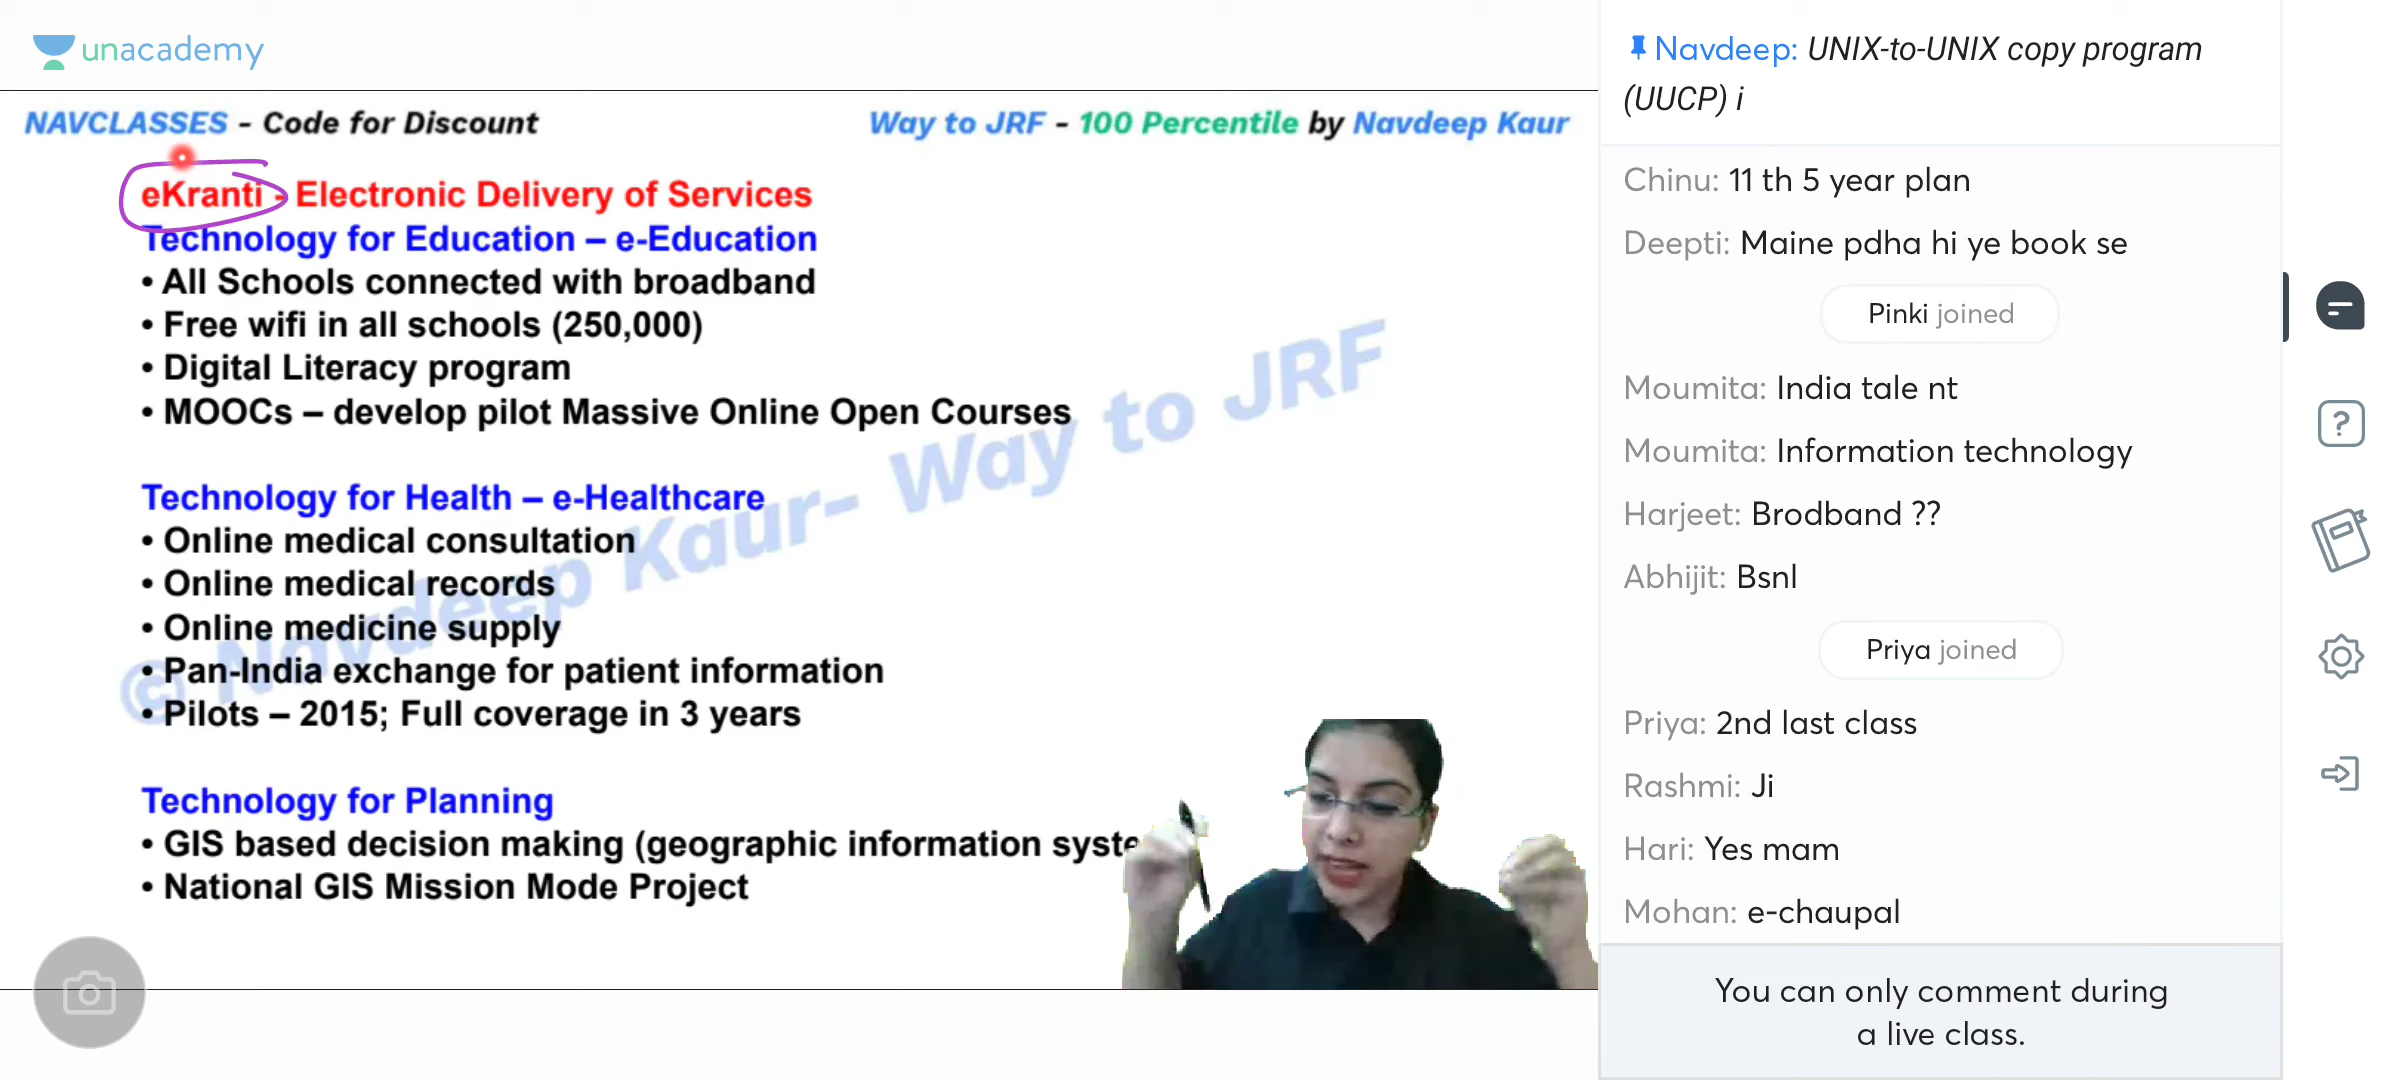 unacademy
NAVCLASSES - Code for Discount
Way to JRF - 100 Percentile by Navdeep Kaur
eKranti - Electronic Delivery of Services
Technology for Education – e-Education
• All Schools connected with broadband
• Free wifi in all schools (250,000)
• Digital Literacy program
• MOOCs – develop pilot Massive Online Open Courses
Technology for Health – e-Healthcare
• Online medical consultation
• Online medical records
• Online medicine supply
• Pan-India exchange for patient information
• Pilots – 2015; Full coverage in 3 years
Technology for Planning
• GIS based decision making (geographic information syste
• National GIS Mission Mode Project
© Navdeep Kaur- Way to JRF
Navdeep: UNIX-to-UNIX copy program
(UUCP) i
Chinu: 11 th 5 year plan
Deepti: Maine pdha hi ye book se
Pinki joined
Moumita: India tale nt
Moumita: Information technology
Harjeet: Brodband ??
Abhijit: Bsnl
Priya joined
Priya: 2nd last class
Rashmi: Ji
Hari: Yes mam
Mohan: e-chaupal
You can only comment during
a live class.